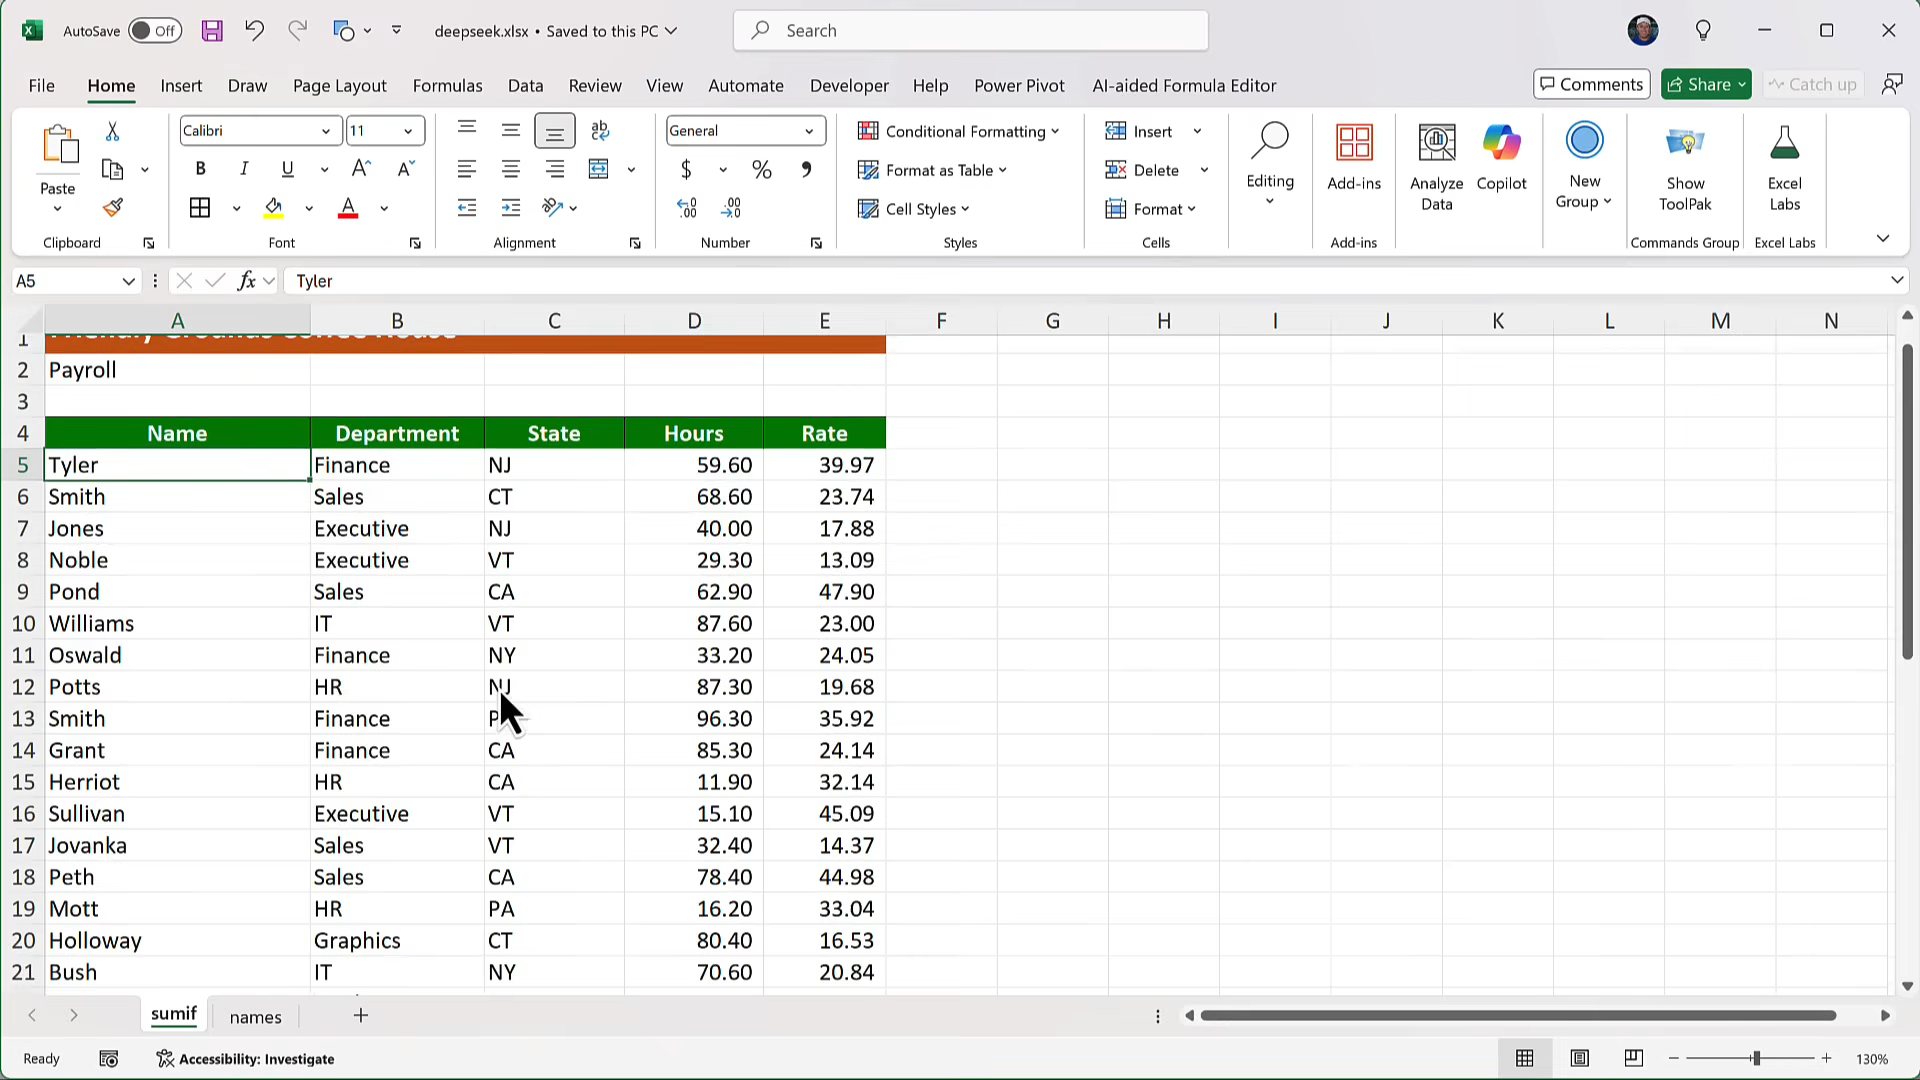 AutoSave Off deepseek.xlsx • Saved to this PC Search
File Home Insert Draw Page Layout Formulas Data Review View Automate Developer Help Power Pivot AI-aided Formula Editor Comments Share Catch up
Paste Calibri 11 General Conditional Formatting Format as Table Cell Styles Insert Delete Format Editing Add-ins Analyze Data Copilot New Group Show ToolPak Excel Labs
Clipboard Font Alignment Number Styles Cells Add-ins Commands Group Excel Labs
A5 fx Tyler
A B C D E F G H I J K L M N
1 Friendly Grounds Coffee House
2 Payroll
3
4 Name Department State Hours Rate
5 Tyler Finance NJ 59.60 39.97
6 Smith Sales CT 68.60 23.74
7 Jones Executive NJ 40.00 17.88
8 Noble Executive VT 29.30 13.09
9 Pond Sales CA 62.90 47.90
10 Williams IT VT 87.60 23.00
11 Oswald Finance NY 33.20 24.05
12 Potts HR NJ 87.30 19.68
13 Smith Finance 96.30 35.92
14 Grant Finance CA 85.30 24.14
15 Herriot HR CA 11.90 32.14
16 Sullivan Executive VT 15.10 45.09
17 Jovanka Sales VT 32.40 14.37
18 Peth Sales CA 78.40 44.98
19 Mott HR PA 16.20 33.04
20 Holloway Graphics CT 80.40 16.53
21 Bush IT NY 70.60 20.84
sumif names
Ready Accessibility: Investigate 130%